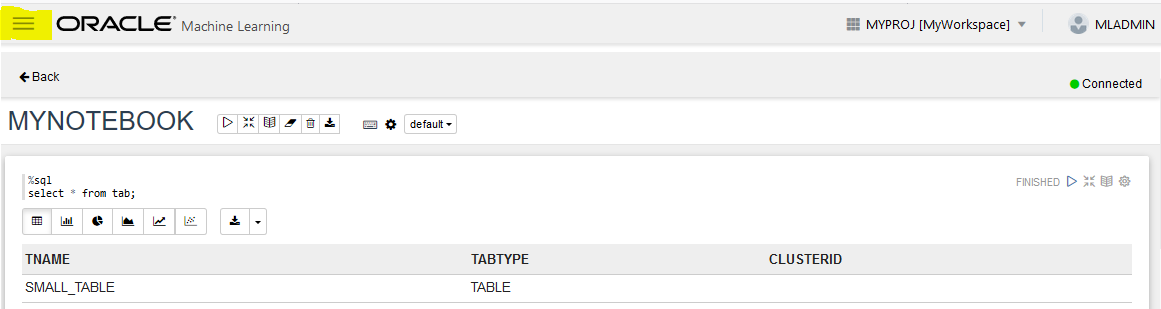 ORACLE® Machine Learning MYPROJ [MyWorkspace] MLADMIN
Back
Connected
MYNOTEBOOK default
%sql FINISHED
select * from tab;
TNAME TABTYPE CLUSTERID
SMALL_TABLE TABLE